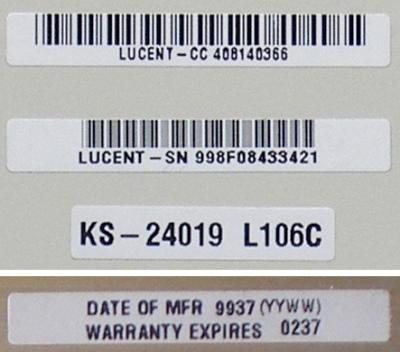 LUCENT-CC 408140366
LUCENT-SN 998F08433421
KS-24019 L106C
DATE OF MFR 9937 (YYWW)
WARRANTY EXPIRES 0237